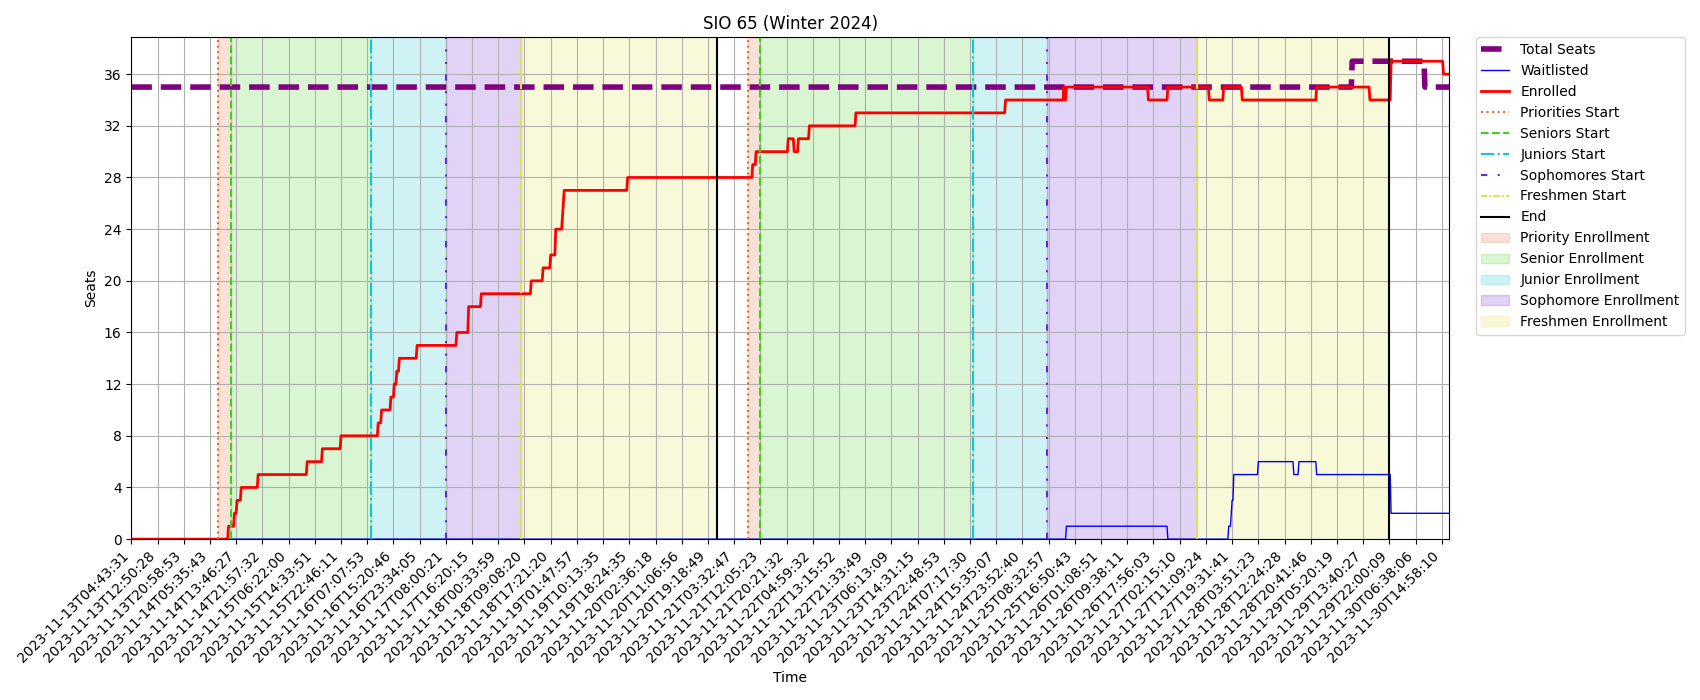 SIO 65 (Winter 2024)
Seats
36
32
28
24
20
16
12
8
4
0
2023-11-13T04:43:31
2023-11-13T12:50:28
2023-11-13T20:58:53
2023-11-14T05:35:43
2023-11-14T13:46:27
2023-11-14T21:57:32
2023-11-15T06:22:00
2023-11-15T14:33:51
2023-11-15T22:46:11
2023-11-16T07:07:53
2023-11-16T15:20:46
2023-11-16T23:34:05
2023-11-17T08:00:21
2023-11-17T16:20:15
2023-11-18T00:33:59
2023-11-18T09:08:20
2023-11-18T17:21:20
2023-11-19T01:47:57
2023-11-19T10:13:35
2023-11-19T18:24:35
2023-11-20T02:36:18
2023-11-20T11:06:56
2023-11-20T19:18:49
2023-11-21T03:32:47
2023-11-21T12:05:23
2023-11-21T20:21:32
2023-11-22T04:59:32
2023-11-22T13:15:52
2023-11-22T21:33:49
2023-11-23T06:13:09
2023-11-23T14:31:15
2023-11-23T22:48:53
2023-11-24T07:17:30
2023-11-24T15:35:07
2023-11-24T23:52:40
2023-11-25T08:32:57
2023-11-25T16:50:43
2023-11-26T01:08:51
2023-11-26T09:38:11
2023-11-26T17:56:03
2023-11-27T02:15:10
2023-11-27T11:09:24
2023-11-27T19:31:41
2023-11-28T03:51:23
2023-11-28T12:24:28
2023-11-28T20:41:46
2023-11-29T05:20:19
2023-11-29T13:40:27
2023-11-29T22:00:09
2023-11-30T06:38:06
2023-11-30T14:58:10
Time
Total Seats
Waitlisted
Enrolled
Priorities Start
Seniors Start
Juniors Start
Sophomores Start
Freshmen Start
End
Priority Enrollment
Senior Enrollment
Junior Enrollment
Sophomore Enrollment
Freshmen Enrollment